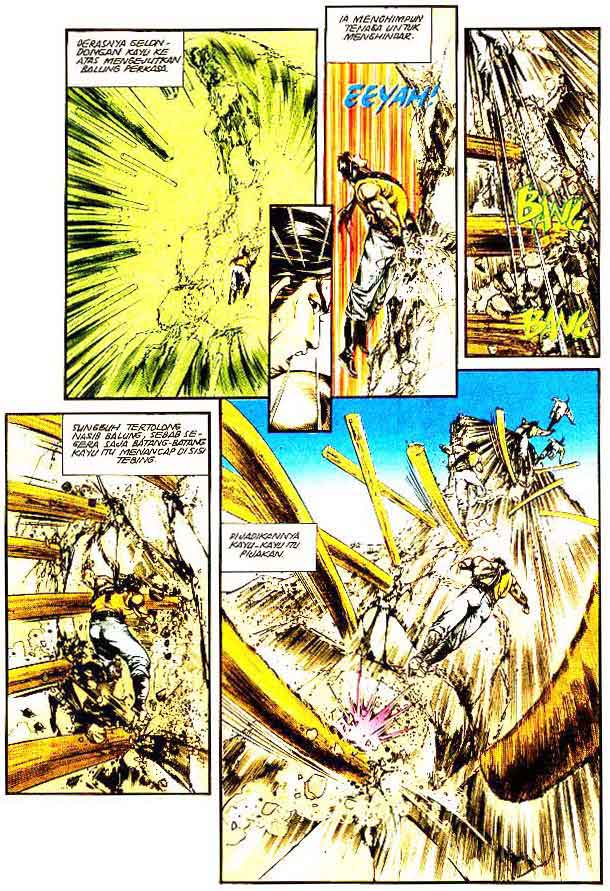 DERASNYA GELON-
DONGAN KAYU KE
ATAS MENGEJUTKAN
BALUNG PERKASA.
IA MENGHIMPUN
TENAGA UNTUK
MENGHINDAR.
EEYAH!
BANG
BANG
SUNGGUH TERTOLONG
NASIB BALUNG, SEBAB SE-
GERA SAJA BATANG-BATANG
KAYU ITU MENANCAP DI SISI
TEBING.
DIJADIKANNYA
KAYU-KAYU ITU
PIJAKAN.